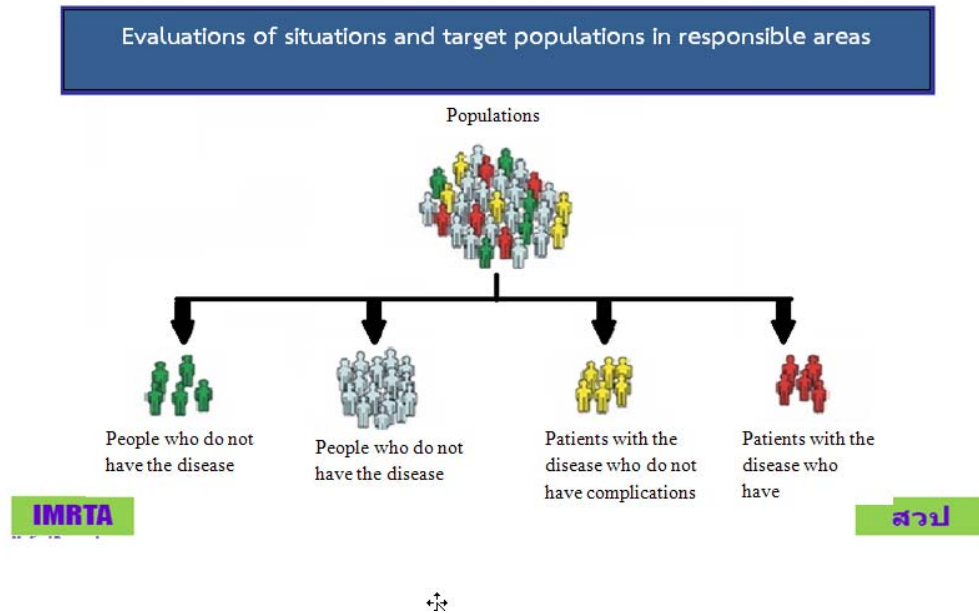 Evaluations of situations and target populations in responsible areas
Populations
People who do not
have the disease
People who do not
have the disease
Patients with the
disease who do not
have complications
Patients with the
disease who
have
IMRTA
สวป